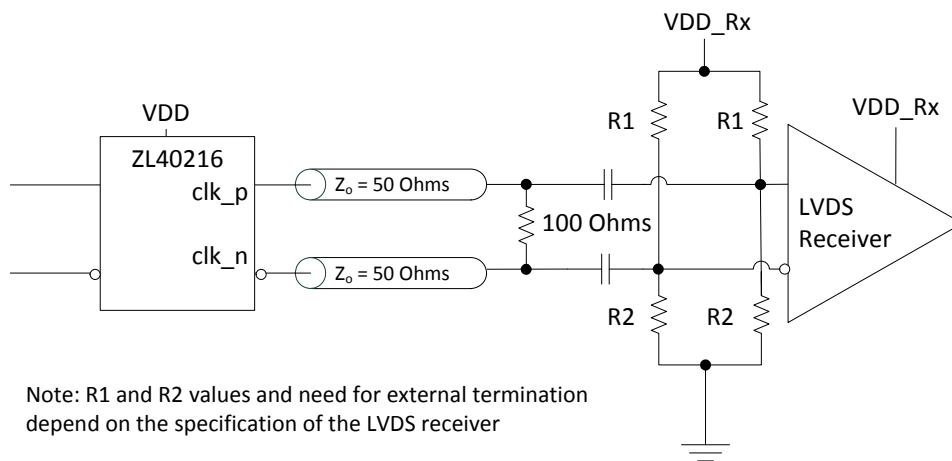 VDD_Rx
VDD
R1
R1
VDD_Rx
ZL40216
clk_p
Zo = 50 Ohms
LVDS
Receiver
100 Ohms
clk_n
Zo = 50 Ohms
R2
R2
Note: R1 and R2 values and need for external termination
depend on the specification of the LVDS receiver